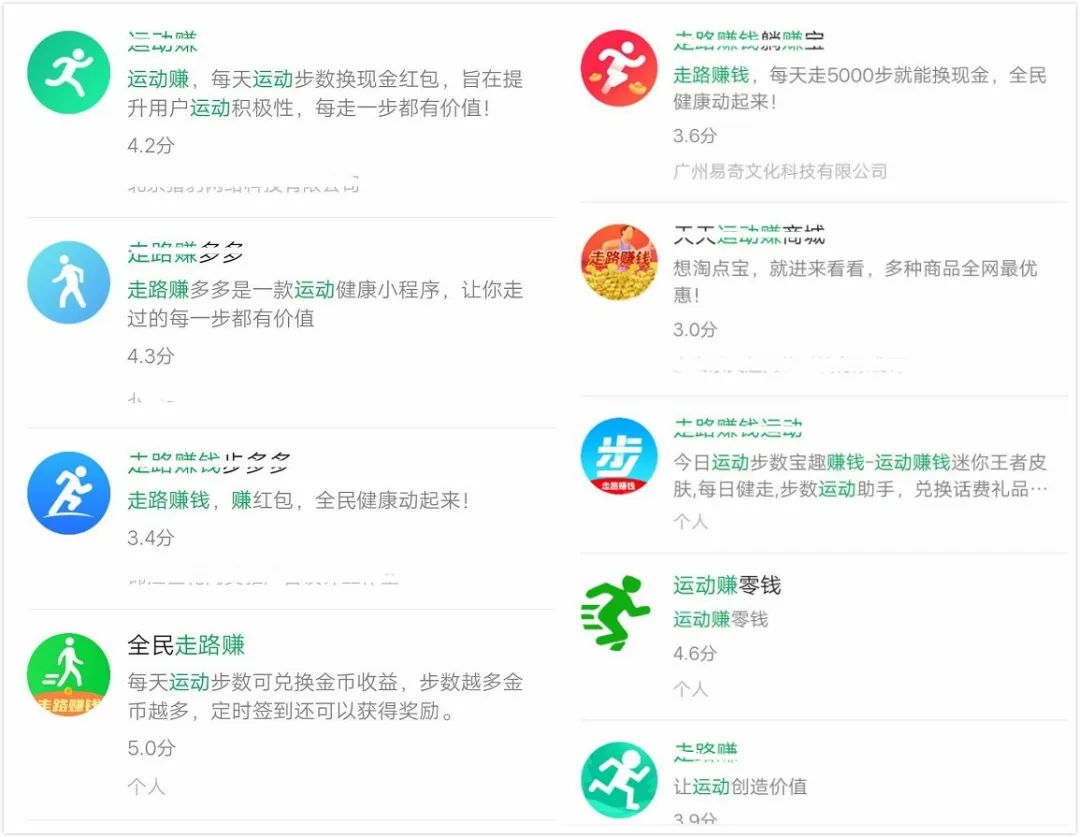 运动赚
运动赚，每天运动步数换现金红包，旨在提
升用户运动积极性，每走一步都有价值！
4.2分
走路赚多多
走路赚多多是一款运动健康小程序，让你走
过的每一步都有价值
4.3分
走路赚钱步多多
走路赚钱，赚红包，全民健康动起来！
3.4分
全民走路赚
走路赚钱
每天运动步数可兑换金币收益，步数越多金
币越多，定时签到还可以获得奖励。
5.0分
个人
走路赚钱躺赚宝
走路赚钱，每天走5000步就能换现金，全民
健康动起来！
3.6分
广州易奇文化科技有限公司
天天运动赚商城
走路赚钱
想淘点宝，就进来看看，多种商品全网最优
惠！
3.0分
走路赚钱运动
步
走路赚钱
今日运动步数宝趣赚钱-运动赚钱迷你王者皮
肤,每日健走,步数运动助手，兑换话费礼品…
个人
运动赚零钱
运动赚零钱
4.6分
个人
走路赚
让运动创造价值
3.9分